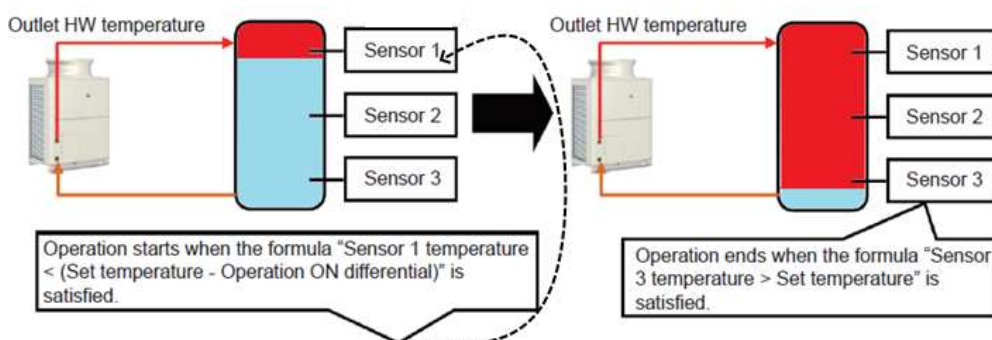 Outlet HW temperature
Sensor 1
Sensor 2
Sensor 3
Operation starts when the formula “Sensor 1 temperature
< (Set temperature - Operation ON differential)” is
satisfied.
Outlet HW temperature
Sensor 1
Sensor 2
Sensor 3
Operation ends when the formula “Sensor
3 temperature > Set temperature” is
satisfied.